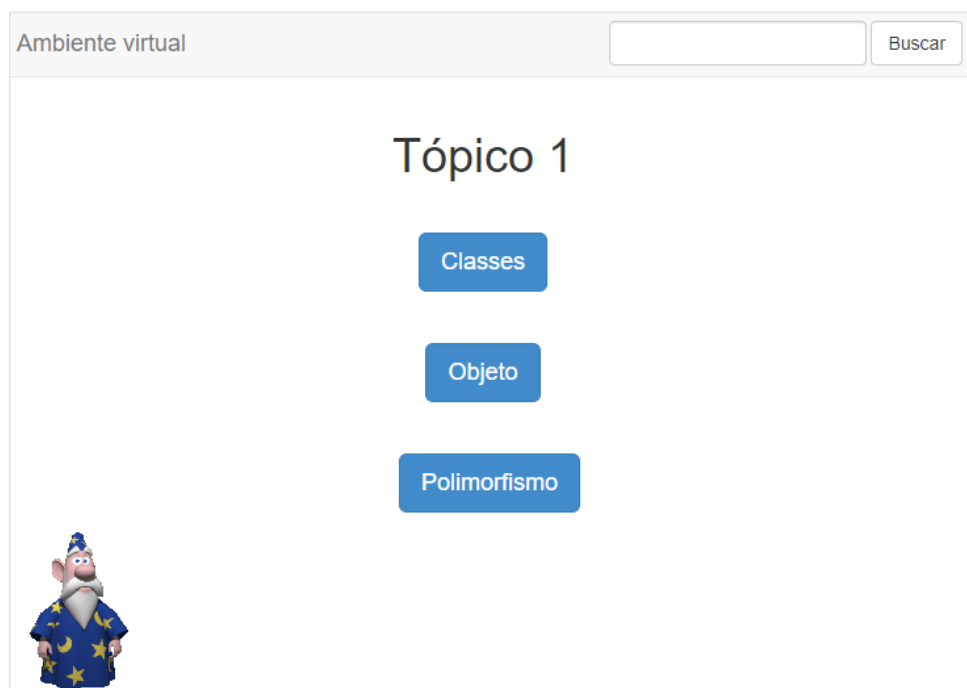 Ambiente virtual
Buscar
Tópico 1
Classes
Objeto
Polimorfismo